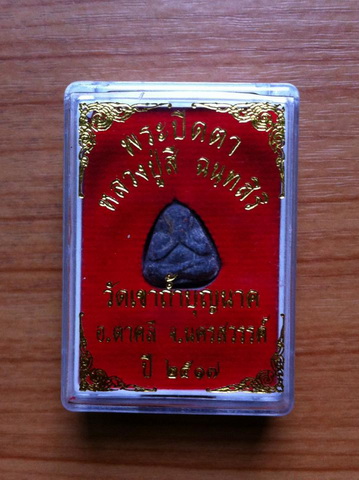 พระปิดตา
หลวงปู่สี ฉนฺทสิริ
วัดเขาถ้ำบุญนาค
อ.ตาคลี จ.นครสวรรค์
ปี ๒๕๑๗